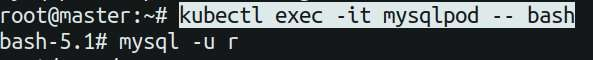 root@master:~# kubectl exec -it mysqlpod -- bash
bash-5.1# mysql -u r